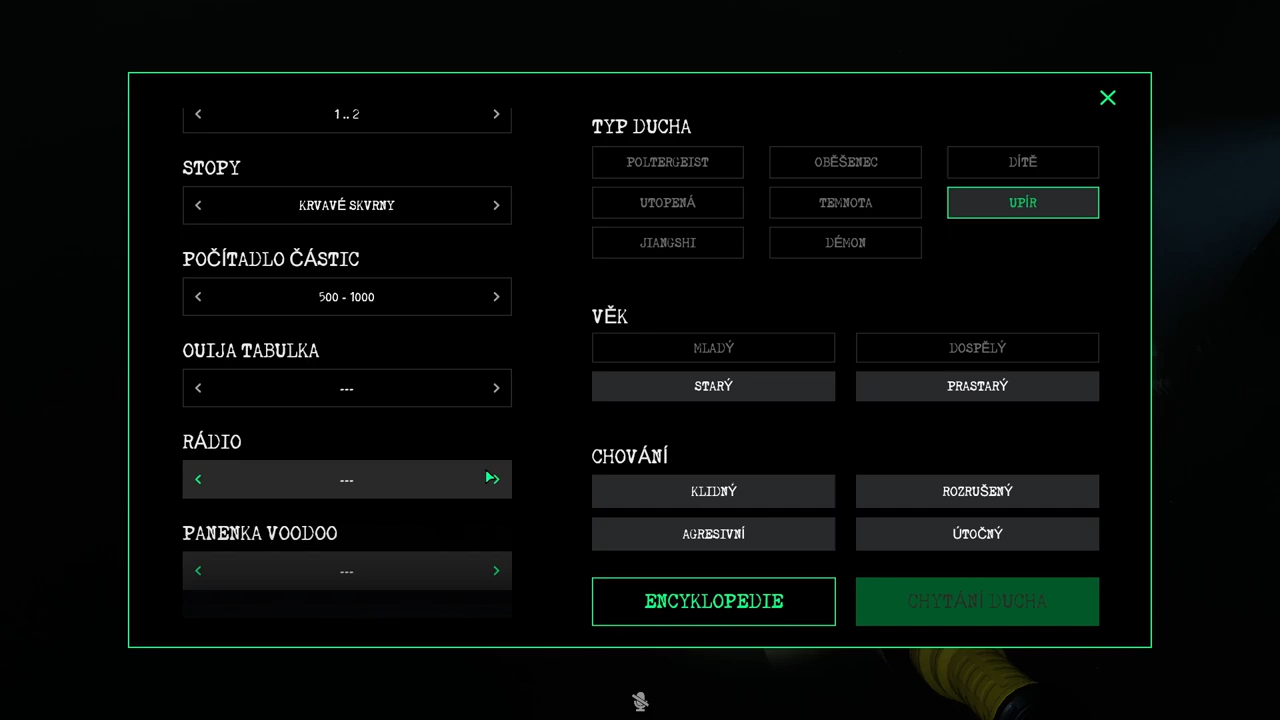 1 .. 2
STOPY
KRVAVÉ SKVRNY
POČÍTADLO ČÁSTIC
500 - 1000
OUIJA TABULKA
---
RÁDIO
---
PANENKA VOODOO
---
TYP DUCHA
POLTERGEIST OBĚŠENEC DÍTĚ
UTOPENÁ TEMNOTA UPÍR
JIANGSHI DÉMON
VĚK
MLADÝ DOSPĚLÝ
STARÝ PRASTARÝ
CHOVÁNÍ
KLIDNÝ ROZRUŠENÝ
AGRESIVNÍ ÚTOČNÝ
ENCYKLOPEDIE CHYTÁNÍ DUCHA